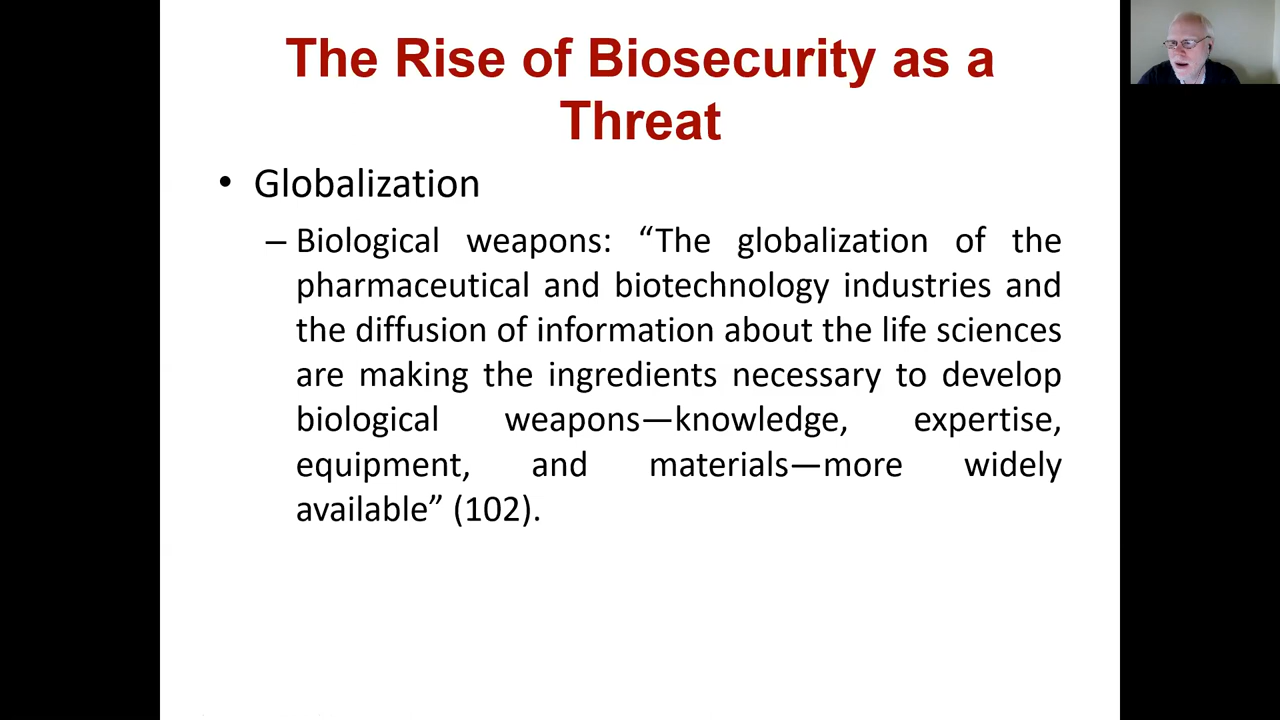 The Rise of Biosecurity as a
Threat
• Globalization
– Biological weapons: “The globalization of the
pharmaceutical and biotechnology industries and
the diffusion of information about the life sciences
are making the ingredients necessary to develop
biological weapons—knowledge, expertise,
equipment, and materials—more widely
available” (102).